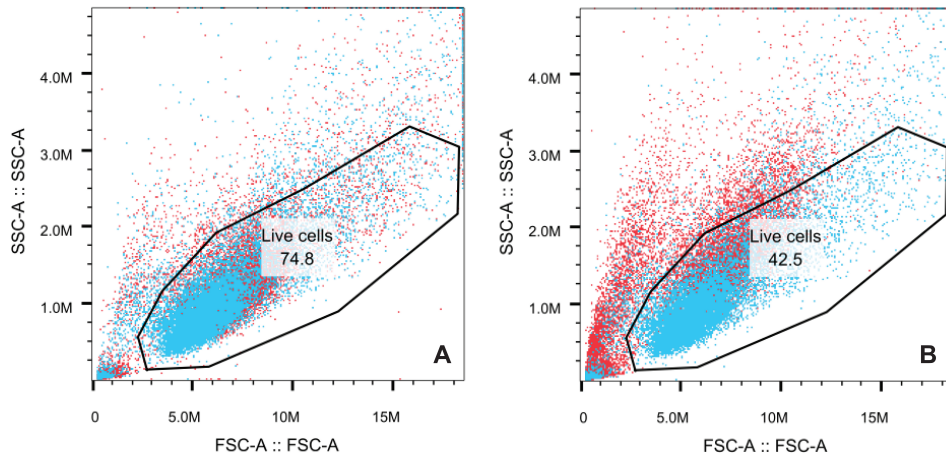 4.0M
3.0M
2.0M
1.0M
SSC-A :: SSC-A
Live cells
74.8
A
0
5.0M
10M
15M
FSC-A :: FSC-A
4.0M
3.0M
2.0M
1.0M
SSC-A :: SSC-A
Live cells
42.5
B
0
5.0M
10M
15M
FSC-A :: FSC-A